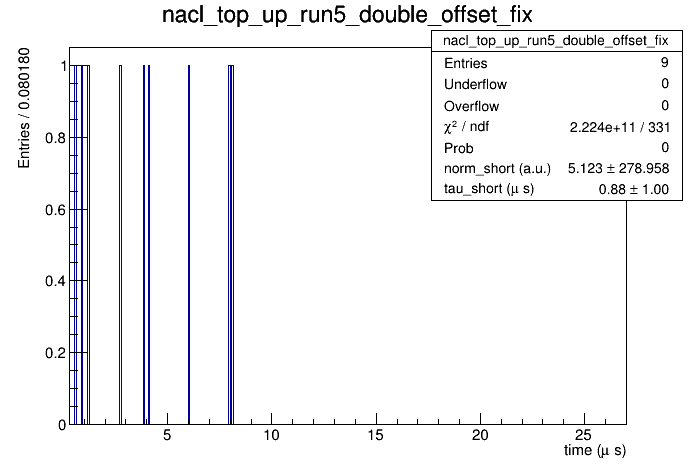 nacl_top_up_run5_double_offset_fix
nacl_top_up_run5_double_offset_fix
Entries 9
Underflow 0
Overflow 0
χ² / ndf 2.224e+11 / 331
Prob 0
norm_short (a.u.) 5.123 ± 278.958
tau_short (μ s) 0.88 ± 1.00
Entries / 0.080180
1
0.8
0.6
0.4
0.2
0
5 10 15 20 25
time (μ s)